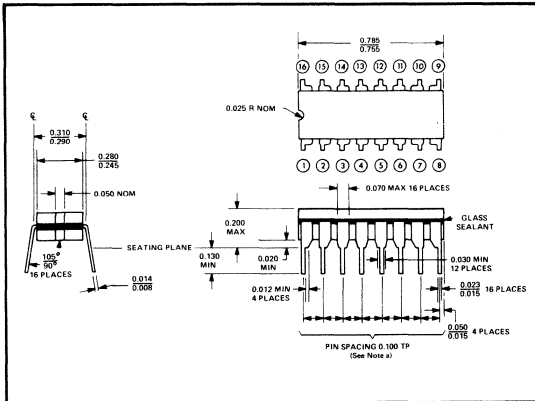 0.785
0.755
16 15 14 13 12 11 10 9
0.025 R NOM
℄ ℄
0.310
0.290
0.280
0.245
1 2 3 4 5 6 7 8
0.050 NOM
0.070 MAX 16 PLACES
0.200
MAX
GLASS
SEALANT
SEATING PLANE
105°
90°
16 PLACES
0.130
MIN
0.020
MIN
0.030 MIN
12 PLACES
0.014
0.008
0.012 MIN
4 PLACES
0.023
0.015 16 PLACES
0.050
0.015 4 PLACES
PIN SPACING 0.100 TP
(See Note a)